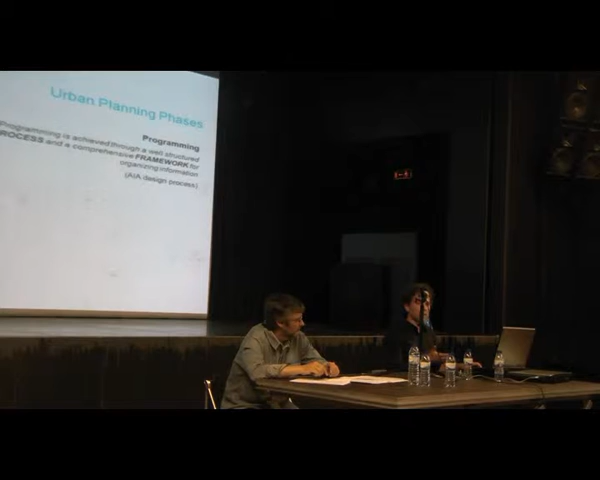 Urban Planning Phases
Programming
Programming is achieved through a well structured
PROCESS and a comprehensive FRAMEWORK for
organizing information
(AIA design process)